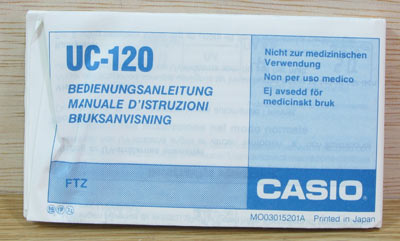 UC-120
BEDIENUNGSANLEITUNG
MANUALE D'ISTRUZIONI
BRUKSANVISNING
FTZ
Nicht zur medizinischen
Verwendung
Non per uso medico
Ej avsedd för
medicinskt bruk
CASIO.
MO03015201A Printed in Japan